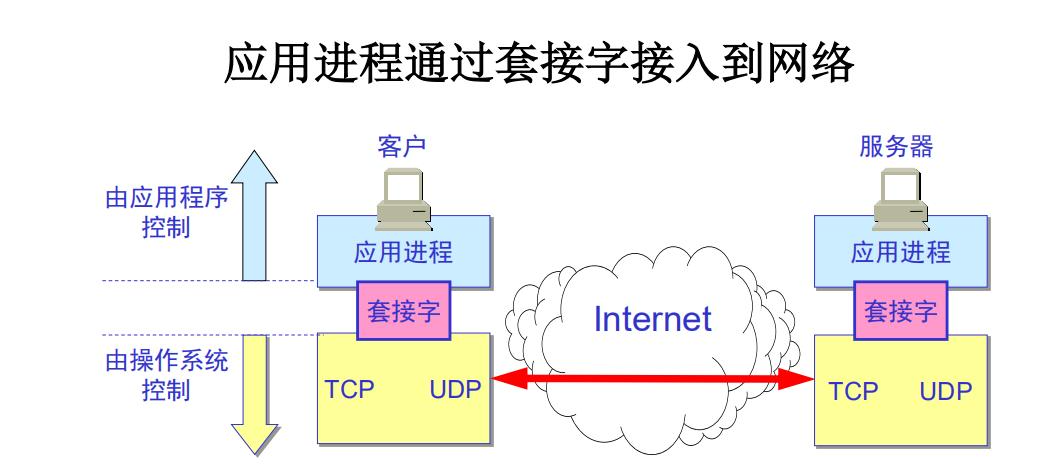 应用进程通过套接字接入到网络
客户
服务器
由应用程序
控制
应用进程
应用进程
套接字
Internet
套接字
由操作系统
控制
TCP
UDP
TCP
UDP